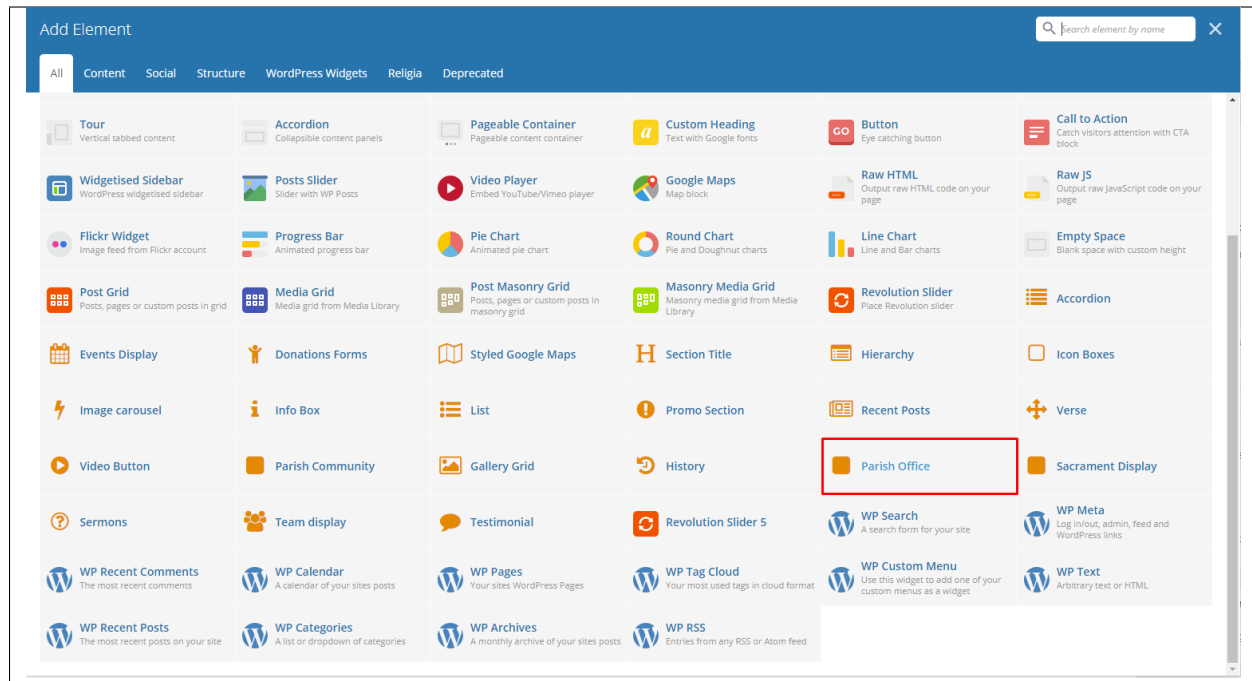 Add Element
Search element by name
All Content Social Structure WordPress Widgets Religia Deprecated
Tour
Vertical tabbed content
Accordion
Collapsible content panels
Pageable Container
Pageable content container
a
Custom Heading
Text with Google fonts
GO
Button
Eye catching button
Call to Action
Catch visitors attention with CTA
block
Widgetised Sidebar
WordPress widgetised sidebar
Posts Slider
Slider with WP Posts
Video Player
Embed YouTube/Vimeo player
Google Maps
Map block
Raw HTML
Output raw HTML code on your
page
Raw JS
Output raw JavaScript code on your
page
Flickr Widget
Image feed from Flickr account
Progress Bar
Animated progress bar
Pie Chart
Animated pie chart
Round Chart
Pie and Doughnut charts
Line Chart
Line and Bar charts
Empty Space
Blank space with custom height
Post Grid
Posts, pages or custom posts in grid
Media Grid
Media grid from Media Library
Post Masonry Grid
Posts, pages or custom posts in
masonry grid
Masonry Media Grid
Masonry media grid from Media
Library
Revolution Slider
Place Revolution slider
Accordion
Events Display
Donations Forms
Styled Google Maps
H
Section Title
Hierarchy
Icon Boxes
Image carousel
i
Info Box
List
Promo Section
Recent Posts
Verse
Video Button
Parish Community
Gallery Grid
History
Parish Office
Sacrament Display
?
Sermons
Team display
Testimonial
Revolution Slider 5
WP Search
A search form for your site
WP Meta
Log in/out, admin, feed and
WordPress links
WP Recent Comments
The most recent comments
WP Calendar
A calendar of your sites posts
WP Pages
Your sites WordPress Pages
WP Tag Cloud
Your most used tags in cloud format
WP Custom Menu
Use this widget to add one of your
custom menus as a widget
WP Text
Arbitrary text or HTML
WP Recent Posts
The most recent posts on your site
WP Categories
A list or dropdown of categories
WP Archives
A monthly archive of your sites posts
WP RSS
Entries from any RSS or Atom feed